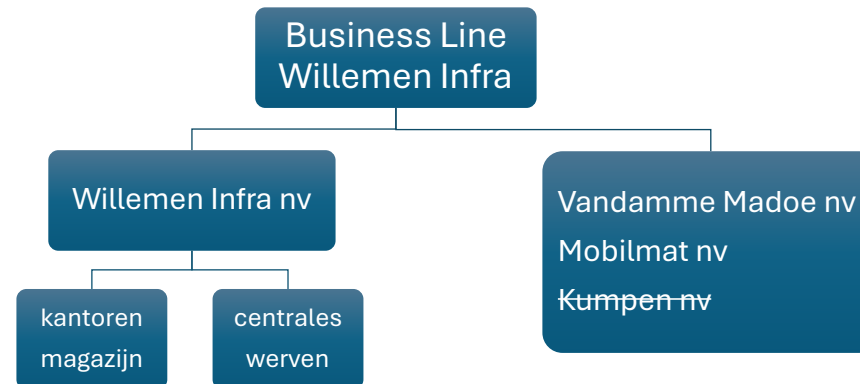 Business Line
Willemen Infra
Willemen Infra nv
Vandamme Madoe nv
Mobilmat nv
Kumpen nv
kantoren
magazijn
centrales
werven